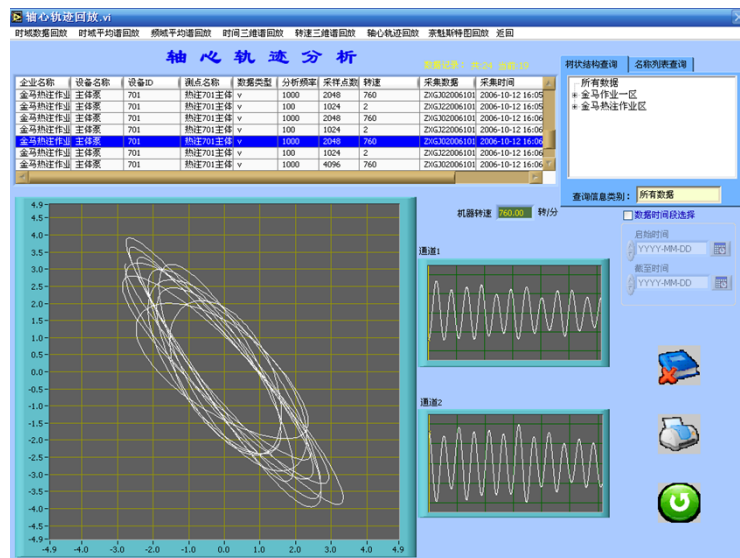 轴心轨迹回放.vi
时域数据回放 时域平均谱回放 频域平均谱回放 时间三维谱回放 转速三维谱回放 轴心轨迹回放 奈魁斯特图回放 返回
轴心轨迹分析
数据记录: 共:24 当前:19
树状结构查询 名称列表查询
企业名称 设备名称 设备ID 测点名称 数据类型 分析频率 采样点数 转速 采集数据 采集时间
金马热注作业 主体泵 701 热注701主体 v 1000 2048 760 ZXGJ02006101 2006-10-12 16:05
金马热注作业 主体泵 701 热注701主体 v 100 1024 2 ZXGJ22006101 2006-10-12 16:05
金马热注作业 主体泵 701 热注701主体 v 1000 2048 760 ZXGJ02006101 2006-10-12 16:06
金马热注作业 主体泵 701 热注701主体 v 100 1024 2 ZXGJ22006101 2006-10-12 16:06
金马热注作业 主体泵 701 热注701主体 v 1000 2048 760 ZXGJ02006101 2006-10-12 16:06
金马热注作业 主体泵 701 热注701主体 v 100 1024 2 ZXGJ22006101 2006-10-12 16:06
金马热注作业 主体泵 701 热注701主体 v 1000 4096 760 ZXGJ02006101 2006-10-12 16:06
所有数据
金马作业一区
金马热注作业区
查询信息类别: 所有数据
数据时间段选择
启始时间
YYYY-MM-DD
截至时间
YYYY-MM-DD
机器转速 760.00 转/分
通道1
通道2
4.9
4.5
4.0
3.5
3.0
2.5
2.0
1.5
1.0
0.5
0.0
-0.5
-1.0
-1.5
-2.0
-2.5
-3.0
-3.5
-4.0
-4.5
-4.9
-4.9 -4.0 -3.0 -2.0 -1.0 0.0 1.0 2.0 3.0 4.0 4.9